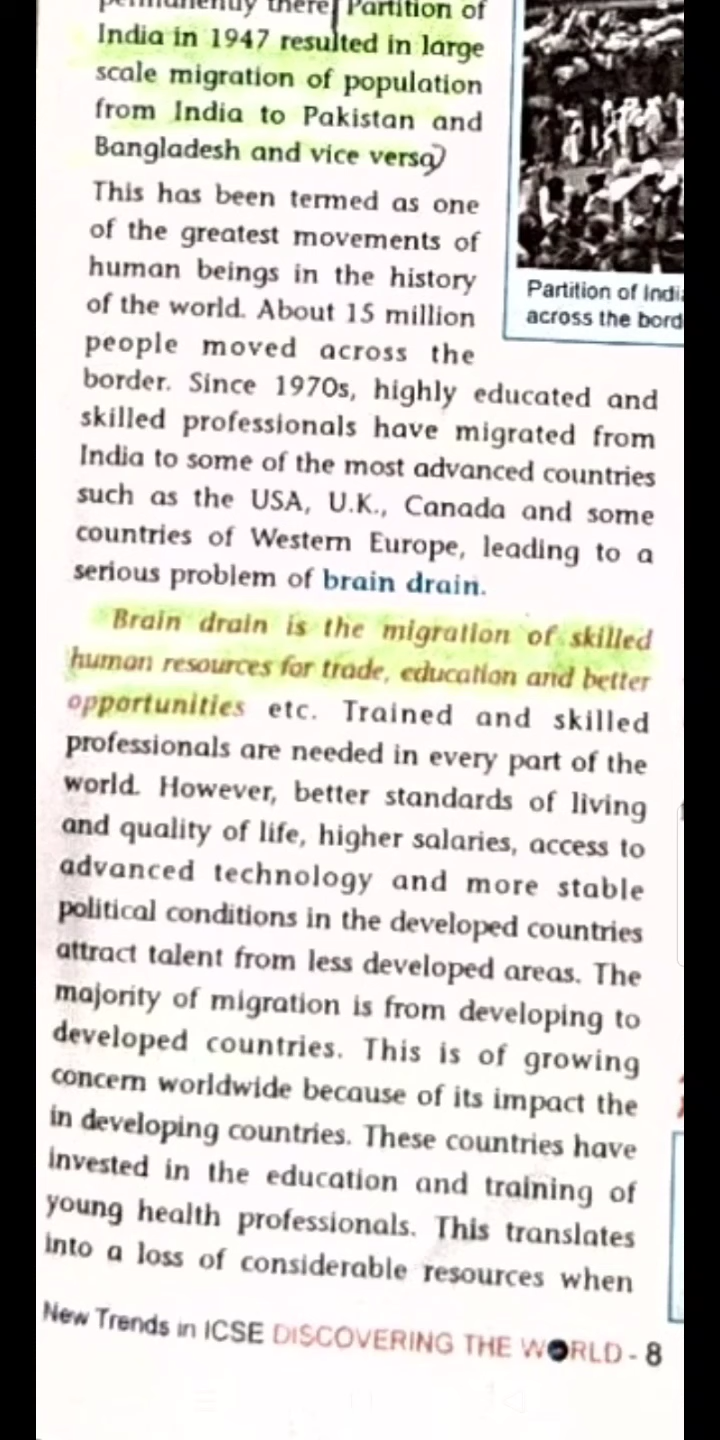 permanently there. Partition of
India in 1947 resulted in large
scale migration of population
from India to Pakistan and
Bangladesh and vice versa)
This has been termed as one
of the greatest movements of
human beings in the history
of the world. About 15 million
people moved across the
border. Since 1970s, highly educated and
skilled professionals have migrated from
India to some of the most advanced countries
such as the USA, U.K., Canada and some
countries of Western Europe, leading to a
serious problem of brain drain.
Brain drain is the migration of skilled
human resources for trade, education and better
opportunities etc. Trained and skilled
professionals are needed in every part of the
world. However, better standards of living
and quality of life, higher salaries, access to
advanced technology and more stable
political conditions in the developed countries
attract talent from less developed areas. The
majority of migration is from developing to
developed countries. This is of growing
concern worldwide because of its impact the
in developing countries. These countries have
invested in the education and training of
young health professionals. This translates
into a loss of considerable resources when
Partition of Indi
across the bord
New Trends in ICSE DISCOVERING THE WORLD - 8